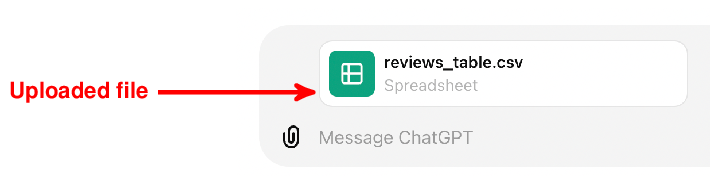 reviews_table.csv
Spreadsheet
Uploaded file
Message ChatGPT